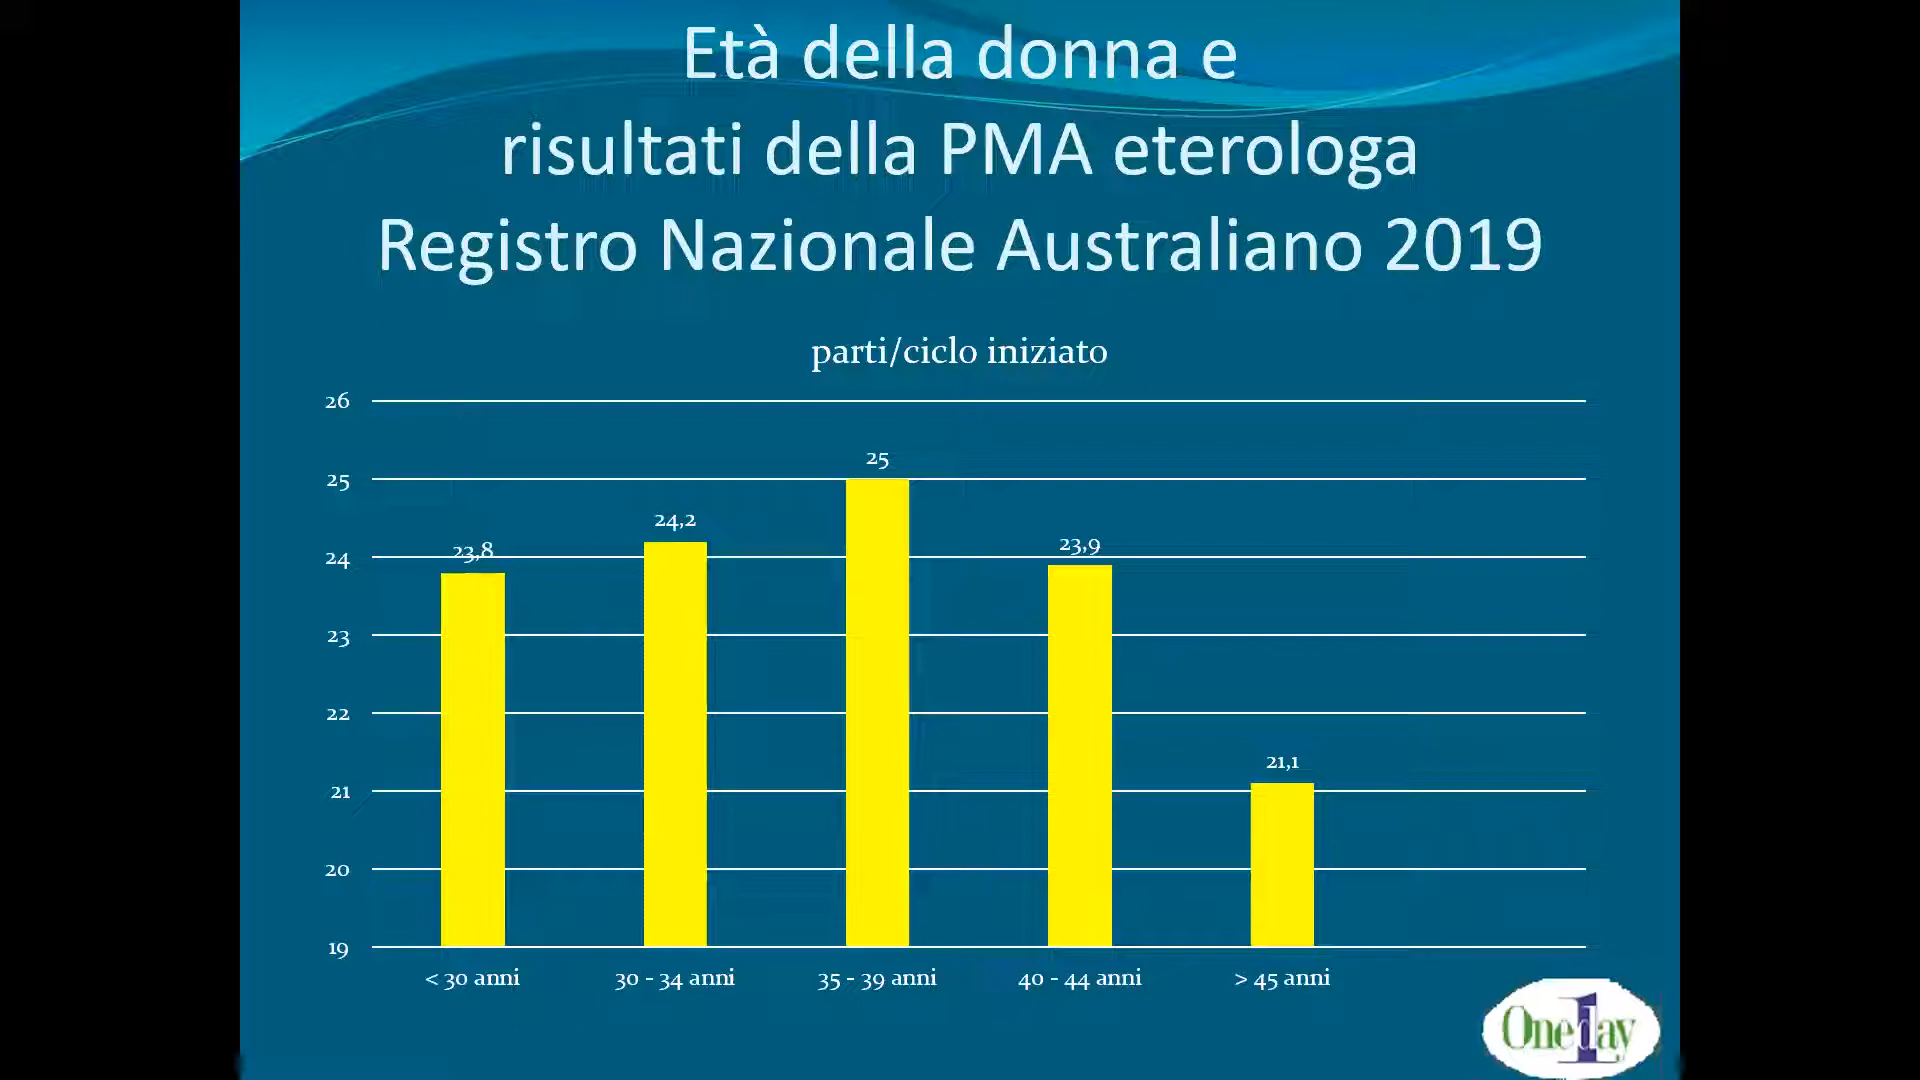 Età della donna e
risultati della PMA eterologa
Registro Nazionale Australiano 2019
parti/ciclo iniziato
26
25
24
23
22
21
20
19
23,8
24,2
25
23,9
21,1
< 30 anni
30 - 34 anni
35 - 39 anni
40 - 44 anni
> 45 anni
One1day